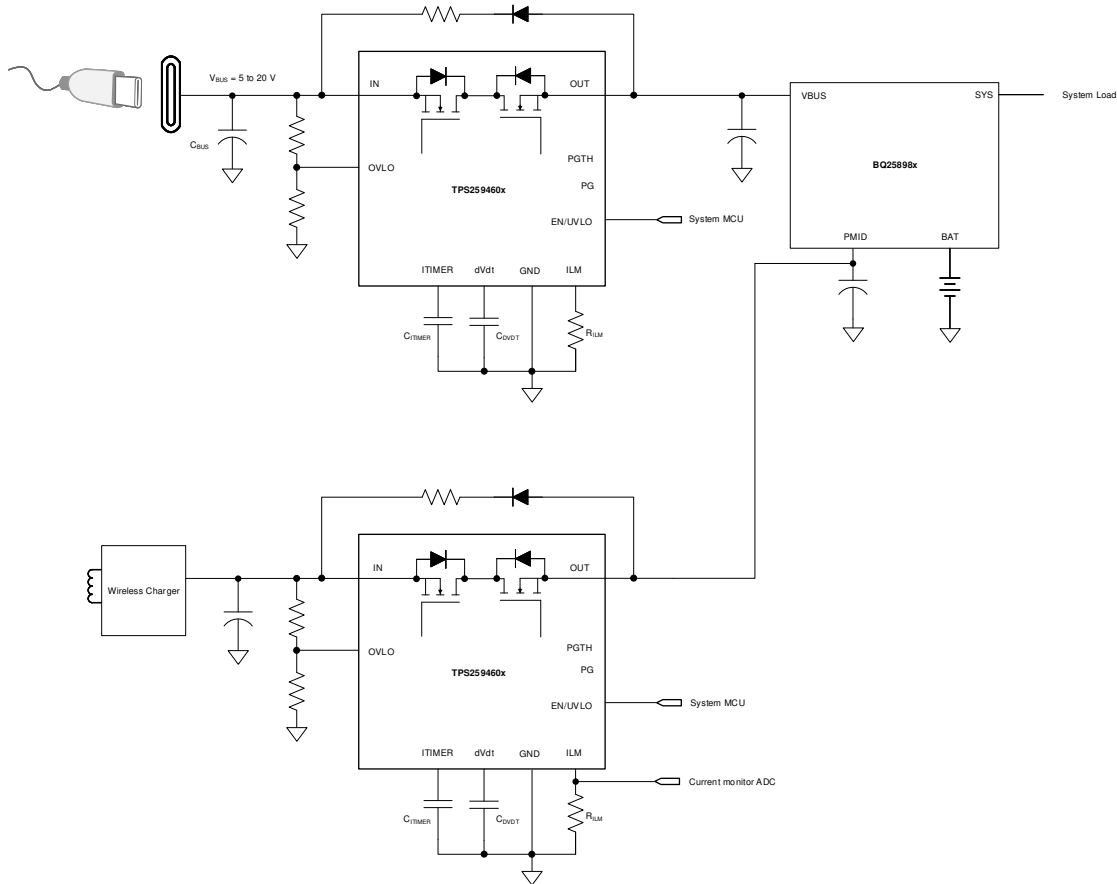 V_BUS = 5 to 20 V
C_BUS
IN
OUT
OVLO
PGTH
PG
TPS259460x
EN/UVLO
System MCU
ITIMER
dVdt
GND
ILM
C_ITIMER
C_DVDT
R_ILM
VBUS
SYS
System Load
BQ25898x
PMID
BAT
Wireless Charger
IN
OUT
OVLO
PGTH
PG
TPS259460x
EN/UVLO
System MCU
ITIMER
dVdt
GND
ILM
Current monitor ADC
C_ITIMER
C_DVDT
R_ILM